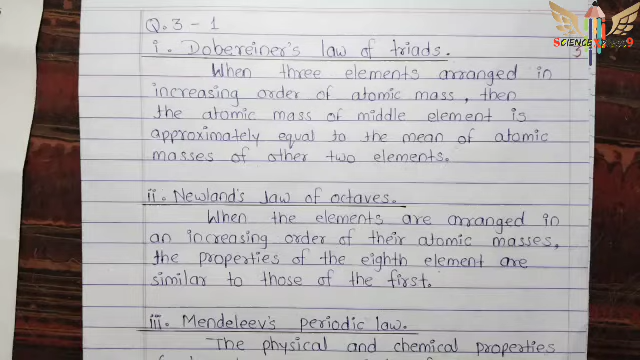 Q. 3 - 1
i. Dobereiner's law of triads.
When three elements arranged in
increasing order of atomic mass, then
the atomic mass of middle element is
approximately equal to the mean of atomic
masses of other two elements.
ii. Newland's law of octaves.
When the elements are arranged in
an increasing order of their atomic masses,
the properties of the eighth element are
similar to those of the first.
iii. Mendeleev's periodic law.
The physical and chemical properties